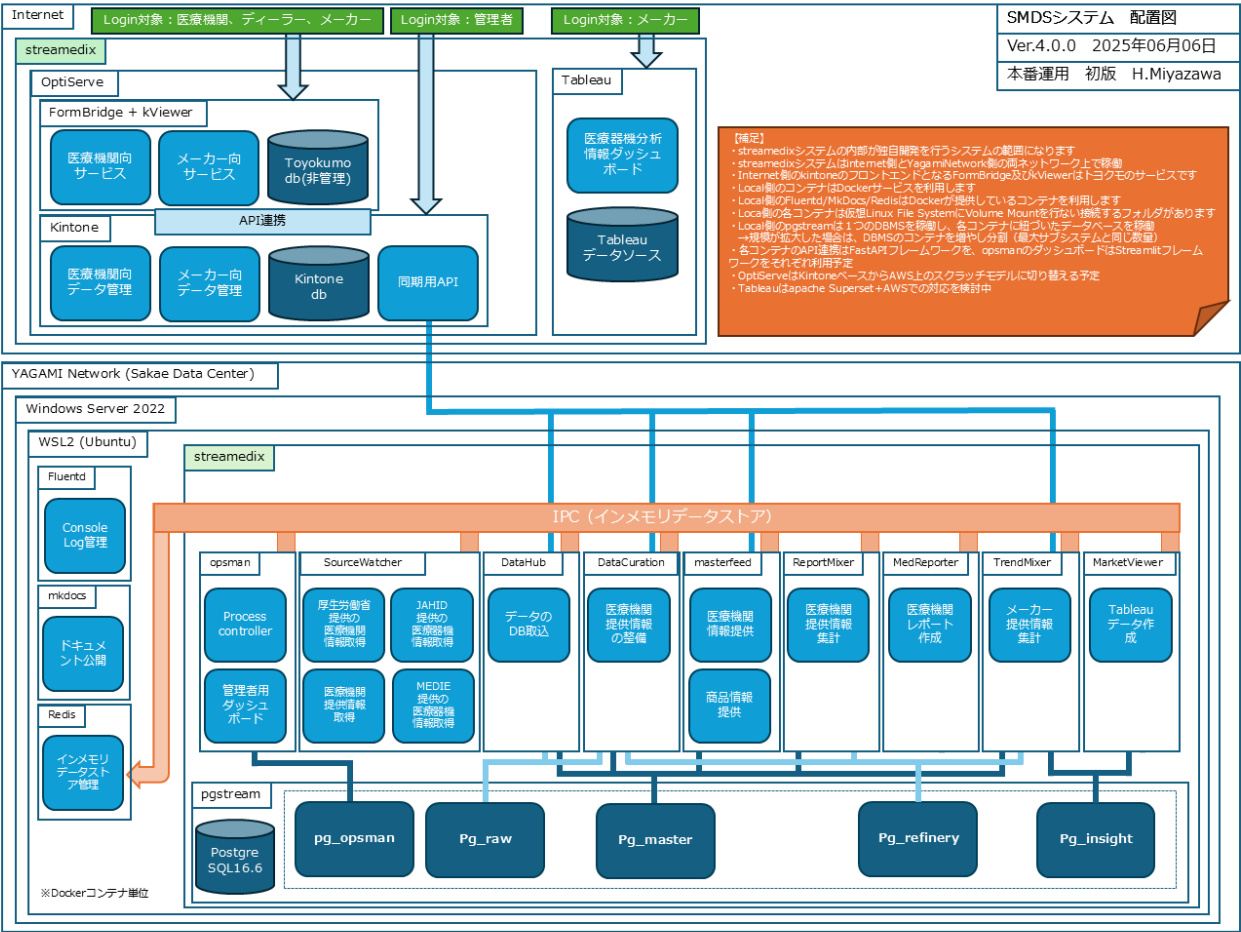 Internet
Login対象：医療機関、ディーラー、メーカー
Login対象：管理者
Login対象：メーカー
SMDSシステム　配置図
Ver.4.0.0　2025年06月06日
本番運用　初版　H.Miyazawa
streamedix
OptiServe
FormBridge + kViewer
医療機関向
サービス
メーカー向
サービス
Toyokumo
db(非管理)
API連携
Kintone
医療機関向
データ管理
メーカー向
データ管理
Kintone
db
同期用API
Tableau
医療器機分析
情報ダッシュ
ボード
Tableau
データソース
【補足】
・streamedixシステムの内部が独自開発を行うシステムの範囲になります
・streamedixシステムはinternet側とYagamiNetwork側の両ネットワーク上で稼働
・Internet側のkintoneのフロントエンドとなるFormBridge及びkViewerはトヨクモのサービスです
・Local側のコンテナはDockerサービスを利用します
・Local側のFluentd/MkDocs/RedisはDockerが提供しているコンテナを利用します
・Loca側の各コンテナは仮想Linux File SystemにVolume Mountを行ない接続するフォルダがあります
・Local側のpgstreamは１つのDBMSを稼働し、各コンテナに紐づいたデータベースを稼働
→規模が拡大した場合は、DBMSのコンテナを増やし分割（最大サブシステムと同じ数量）
・各コンテナのAPI連携はFastAPIフレームワークを、opsmanのダッシュボードはStreamlitフレーム
ワークをそれぞれ利用予定
・OptiServeはKintoneベースからAWS上のスクラッチモデルに切り替える予定
・Tableauはapache Superset+AWSでの対応を検討中
YAGAMI Network (Sakae Data Center)
Windows Server 2022
WSL2 (Ubuntu)
streamedix
Fluentd
Console
Log管理
mkdocs
ドキュメ
ント公開
Redis
インメモリ
データスト
ア管理
※Dockerコンテナ単位
IPC（インメモリデータストア）
opsman
Process
controller
管理者用
ダッシュ
ボード
SourceWatcher
厚生労働省
提供の
医療機関
情報取得
JAHID
提供の
医療器機
情報取得
医療機関
提供情報
取得
MEDIE
提供の
医療器機
情報取得
DataHub
データの
DB取込
DataCuration
医療機関
提供情報
の整備
masterfeed
医療機関
情報提供
商品情報
提供
ReportMixer
医療機関
提供情報
集計
MedReporter
医療機関
レポート
作成
TrendMixer
メーカー
提供情報
集計
MarketViewer
Tableau
データ作
成
pgstream
Postgre
SQL16.6
pg_opsman
Pg_raw
Pg_master
Pg_refinery
Pg_insight